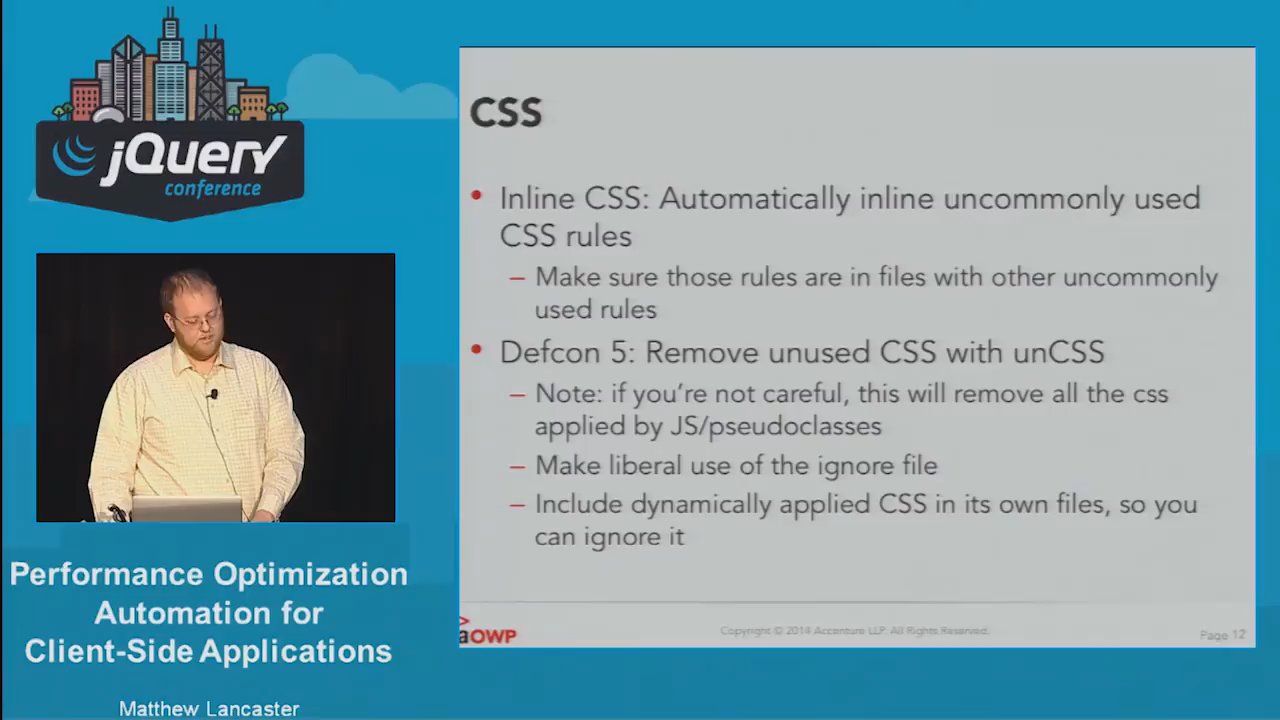 jQuery
conference
Performance Optimization
Automation for
Client-Side Applications
Matthew Lancaster
CSS
• Inline CSS: Automatically inline uncommonly used
CSS rules
– Make sure those rules are in files with other uncommonly
used rules
• Defcon 5: Remove unused CSS with unCSS
– Note: if you're not careful, this will remove all the css
applied by JS/pseudoclasses
– Make liberal use of the ignore file
– Include dynamically applied CSS in its own files, so you
can ignore it
aOWP
Copyright © 2014 Accenture LLP. All Rights Reserved.
Page 12